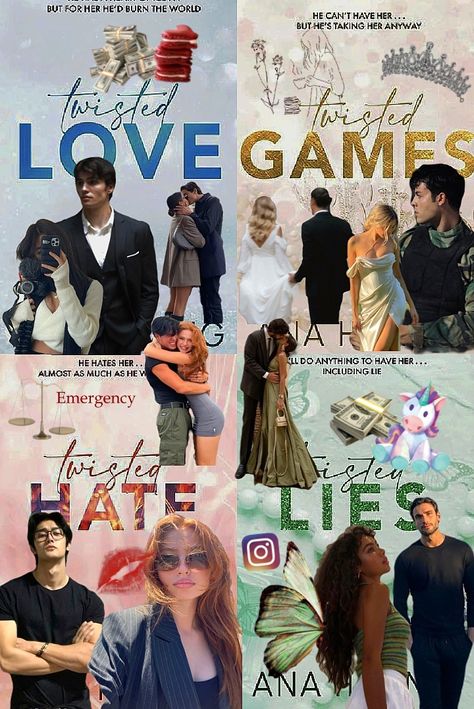 BUT FOR HER HE'D BURN THE WORLD
twisted
LOVE
G
HE CAN'T HAVE HER . . .
BUT HE'S TAKING HER ANYWAY
twisted
GAMES
ANA H
HE HATES HER . . .
ALMOST AS MUCH AS HE W
Emergency
twisted
HATE
'LL DO ANYTHING TO HAVE HER . . .
INCLUDING LIE
twisted
LIES
ANA H